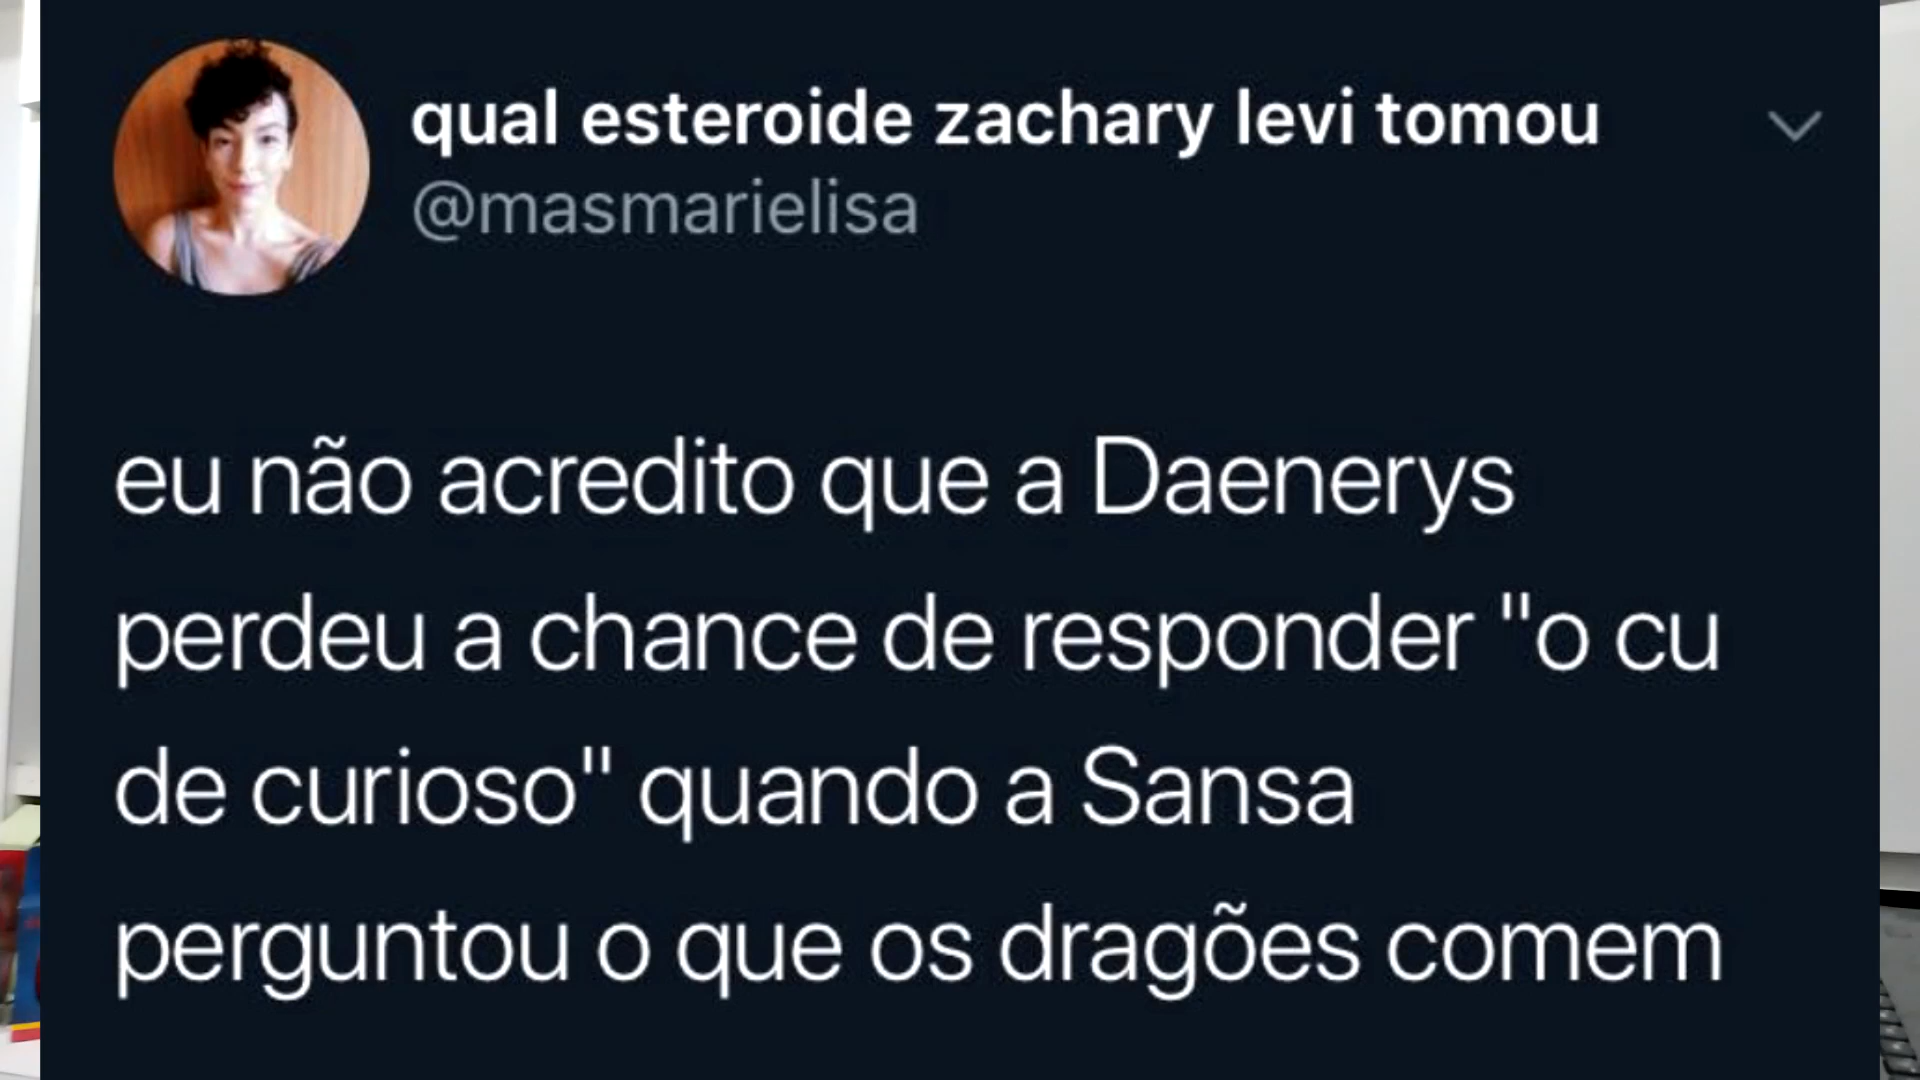 qual esteroide zachary levi tomou
@masmarielisa
eu não acredito que a Daenerys
perdeu a chance de responder "o cu
de curioso" quando a Sansa
perguntou o que os dragões comem